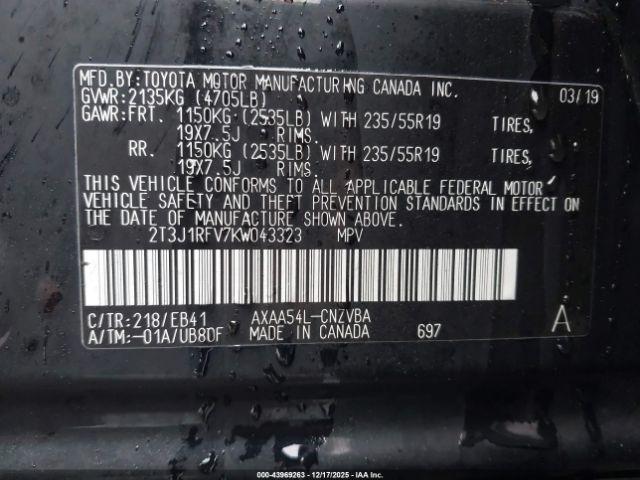 MFD.BY:TOYOTA MOTOR MANUFACTURING CANADA INC.
GVWR:2135KG (4705LB) 03/19
GAWR:FRT. 1150KG (2535LB) WITH 235/55R19 TIRES,
19X7.5J RIMS.
RR. 1150KG (2535LB) WITH 235/55R19 TIRES,
19X7.5J RIMS.
THIS VEHICLE CONFORMS TO ALL APPLICABLE FEDERAL MOTOR
VEHICLE SAFETY AND THEFT PREVENTION STANDARDS IN EFFECT ON
THE DATE OF MANUFACTURE SHOWN ABOVE.
2T3J1RFV7KW043323 MPV
C/TR:218/EB41 AXAA54L-CNZVBA A
A/TM:-01A/UB80F MADE IN CANADA 697
000-43969263 - 12/17/2025 - IAAI.COM